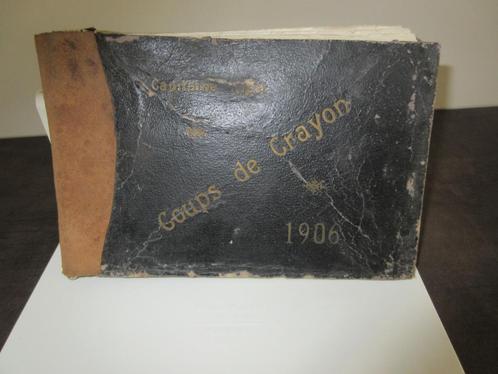 Capitaine
Coups de Crayon
1906